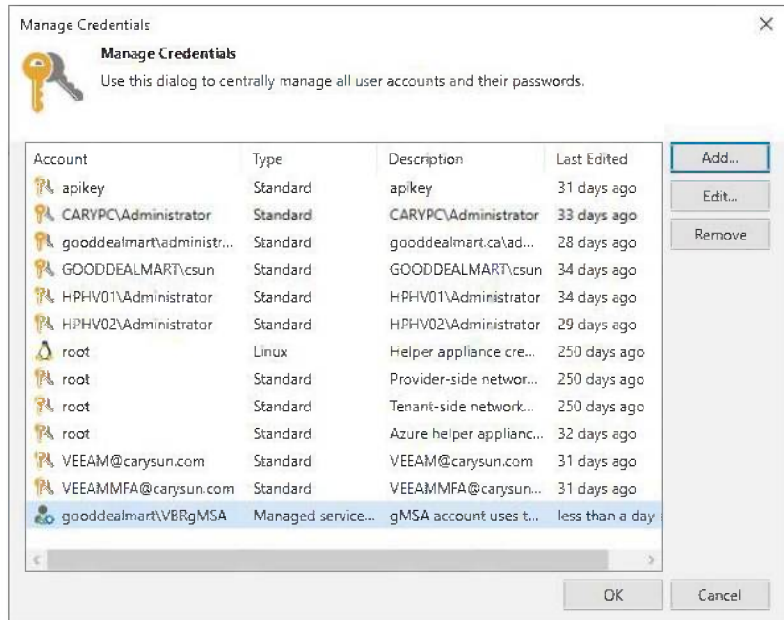 Manage Credentials
Manage Credentials
Use this dialog to centrally manage all user accounts and their passwords.
Account Type Description Last Edited
apikey Standard apikey 31 days ago
CARYPC\Administrator Standard CARYPC\Administrator 33 days ago
gooddealmart\administr... Standard gooddealmart.ca\ad... 28 days ago
GOODDEALMART\csun Standard GOODDEALMART\csun 34 days ago
HPHV01\Administrator Standard HPHV01\Administrator 34 days ago
HPHV02\Administrator Standard HPHV02\Administrator 29 days ago
root Linux Helper appliance cre... 250 days ago
root Standard Provider-side networ... 250 days ago
root Standard Tenant-side network... 250 days ago
root Standard Azure helper applianc... 32 days ago
VEEAM@carysun.com Standard VEEAM@carysun.com 31 days ago
VEEAMMFA@carysun.com Standard VEEAMMFA@carysun... 31 days ago
gooddealmart\VBRgMSA Managed service... gMSA account uses t... less than a day
Add...
Edit...
Remove
OK Cancel